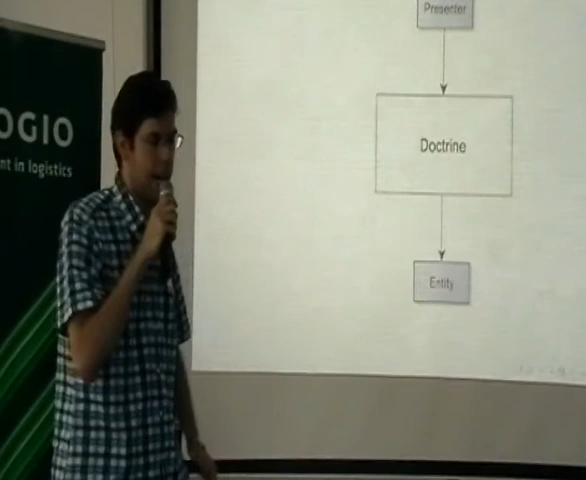 OGIO
nt in logistics
Presenter
Doctrine
Entity